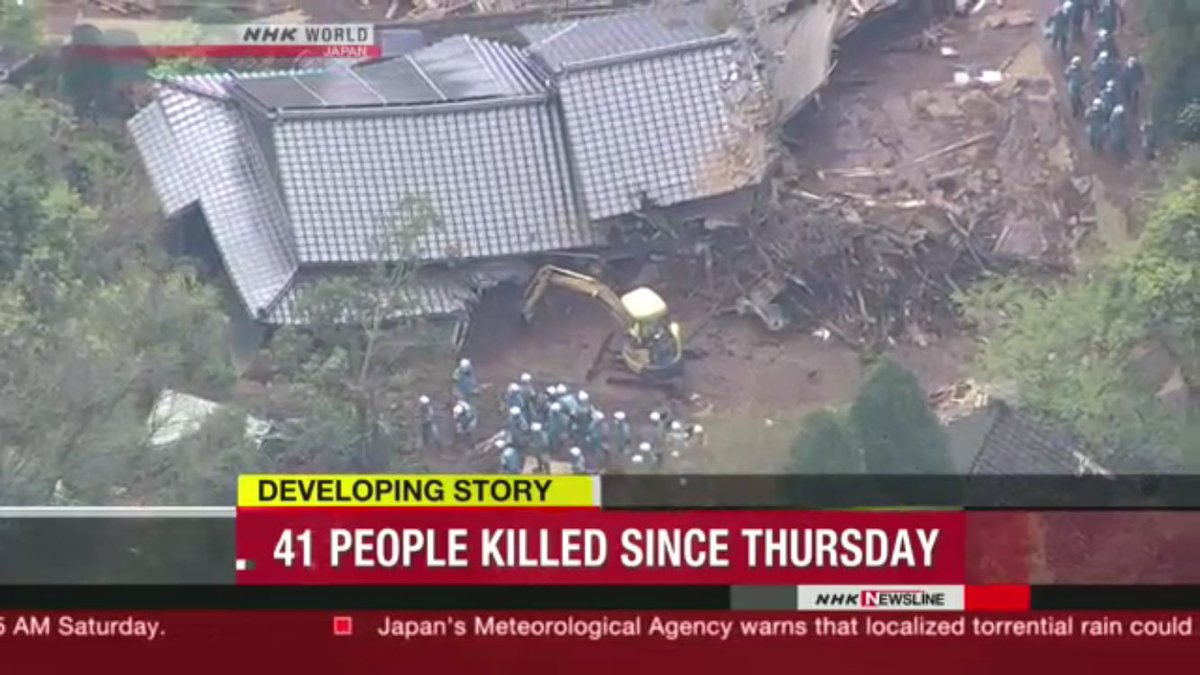 NHK WORLD
JAPAN
DEVELOPING STORY
41 PEOPLE KILLED SINCE THURSDAY
NHK NEWSLINE
5 AM Saturday. Japan's Meteorological Agency warns that localized torrential rain could